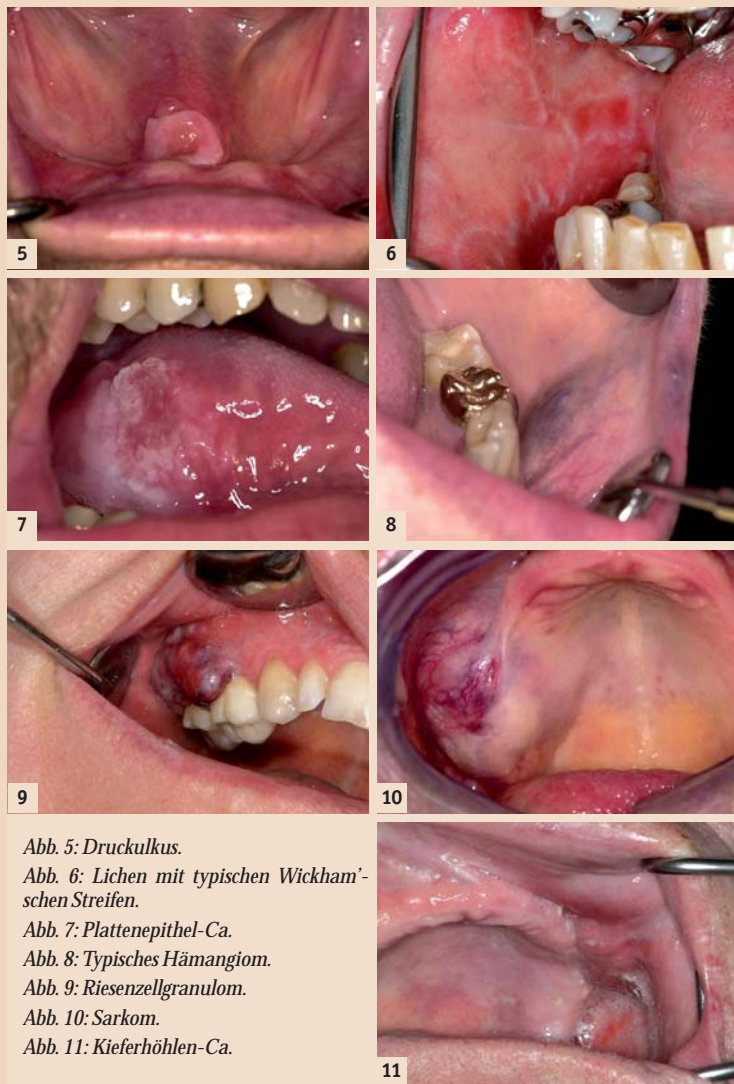 5
6
7
8
9
10
Abb. 5: Druckulkus.
Abb. 6: Lichen mit typischen Wickham'-
schen Streifen.
Abb. 7: Plattenepithel-Ca.
Abb. 8: Typisches Hämangiom.
Abb. 9: Riesenzellgranulom.
Abb. 10: Sarkom.
Abb. 11: Kieferhöhlen-Ca.
11